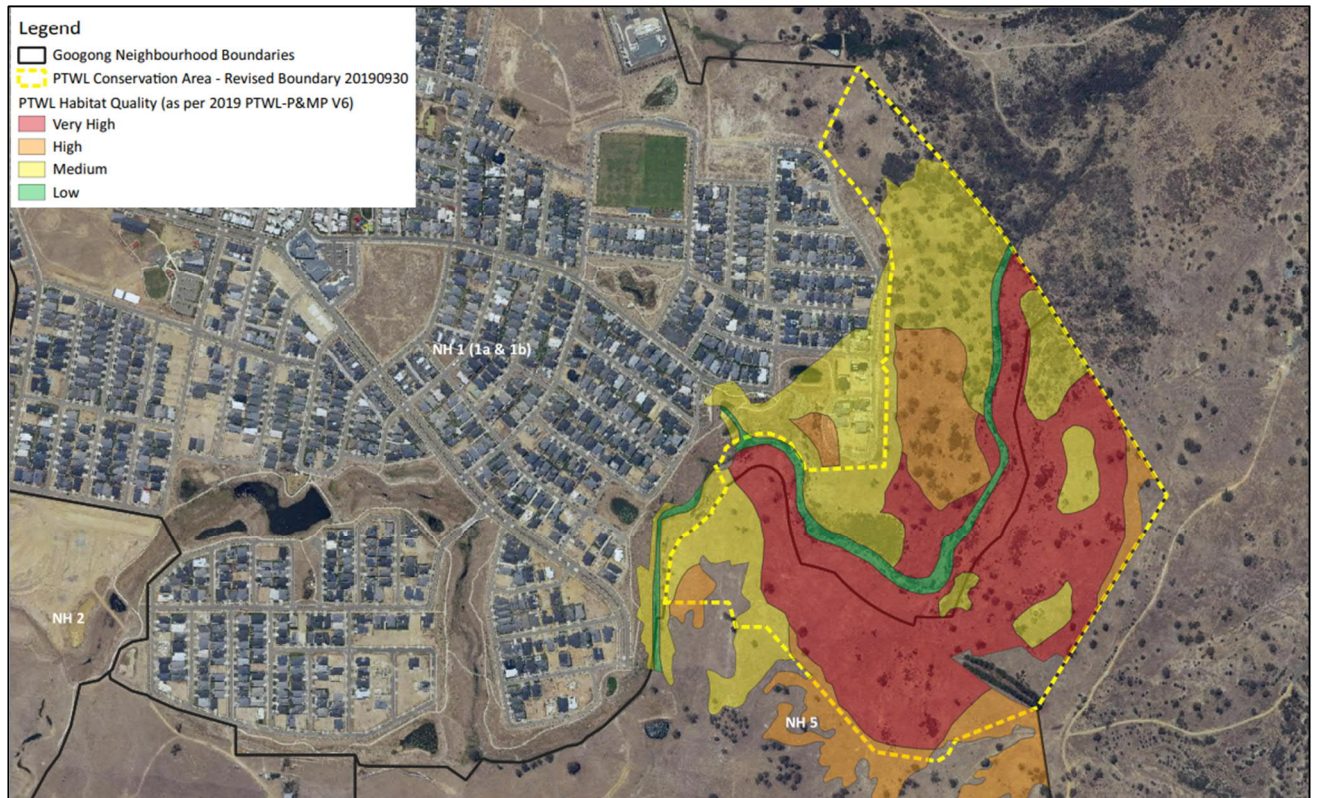 Legend
Googong Neighbourhood Boundaries
PTWL Conservation Area - Revised Boundary 20190930
PTWL Habitat Quality (as per 2019 PTWL-P&MP V6)
Very High
High
Medium
Low
NH 1 (1a & 1b)
NH 2
NH 5